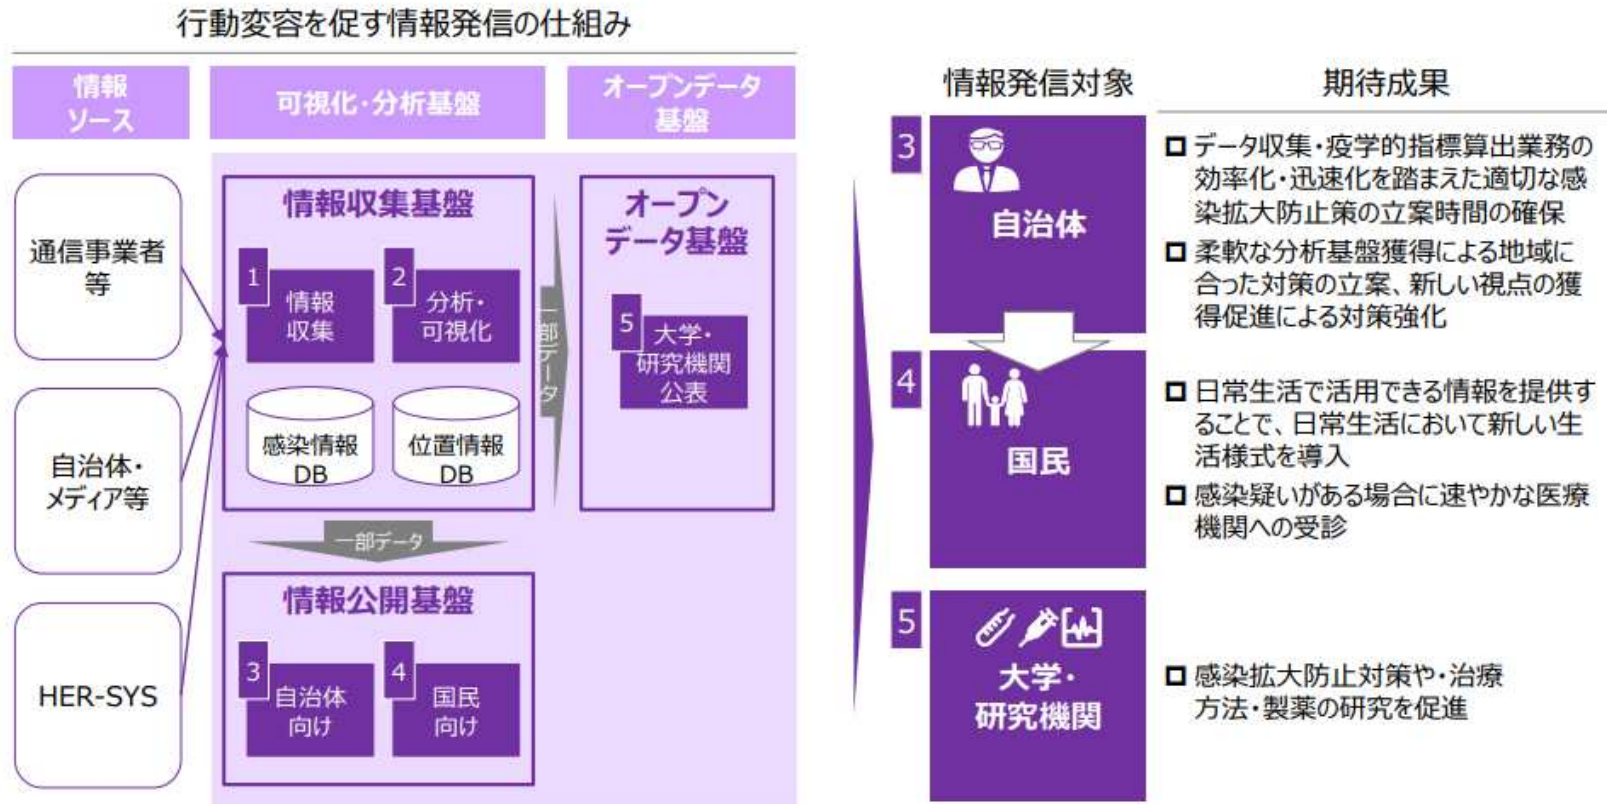 行動変容を促す情報発信の仕組み
情報
ソース
可視化･分析基盤
オープンデータ
基盤
通信事業者
等
自治体･
メディア等
HER-SYS
情報収集基盤
1
情報
収集
2
分析･
可視化
感染情報
DB
位置情報
DB
一部データ
オープン
データ基盤
5
大学･
研究機関
公表
一部データ
情報公開基盤
3
自治体
向け
4
国民
向け
情報発信対象
期待成果
3
自治体
データ収集･疫学的指標算出業務の
効率化･迅速化を踏まえた適切な感
染拡大防止策の立案時間の確保
柔軟な分析基盤獲得による地域に
合った対策の立案、新しい視点の獲
得促進による対策強化
4
国民
日常生活で活用できる情報を提供す
ることで、日常生活において新しい生
活様式を導入
感染疑いがある場合に速やかな医療
機関への受診
5
大学･
研究機関
感染拡大防止対策や･治療
方法･製薬の研究を促進